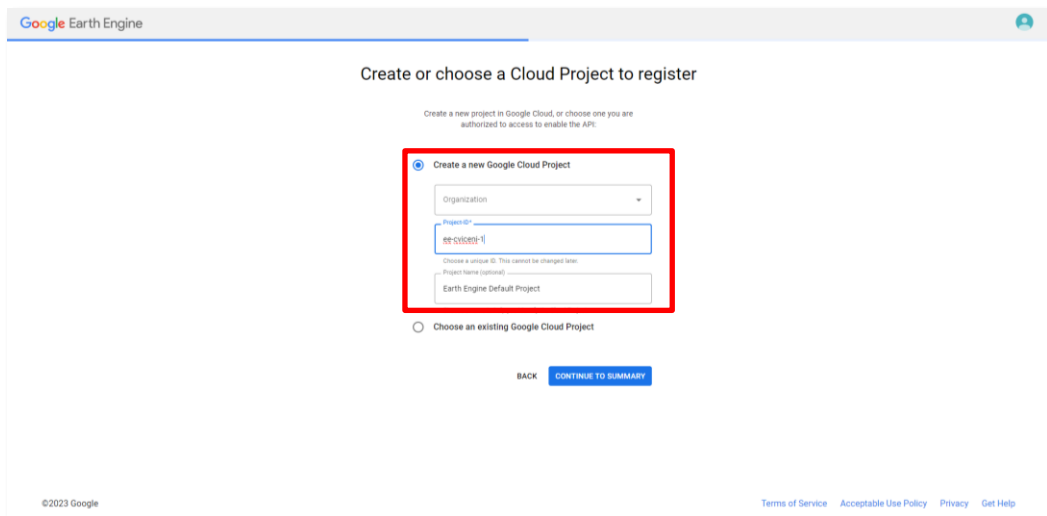 Google Earth Engine
Create or choose a Cloud Project to register
Create a new project in Google Cloud, or choose one you are
authorized to access to enable the API:
Create a new Google Cloud Project
Organization
Project ID*
ee-cviceni-1
Choose a unique ID. This cannot be changed later.
Project Name (optional)
Earth Engine Default Project
Choose an existing Google Cloud Project
BACK CONTINUE TO SUMMARY
©2023 Google Terms of Service Acceptable Use Policy Privacy Get Help